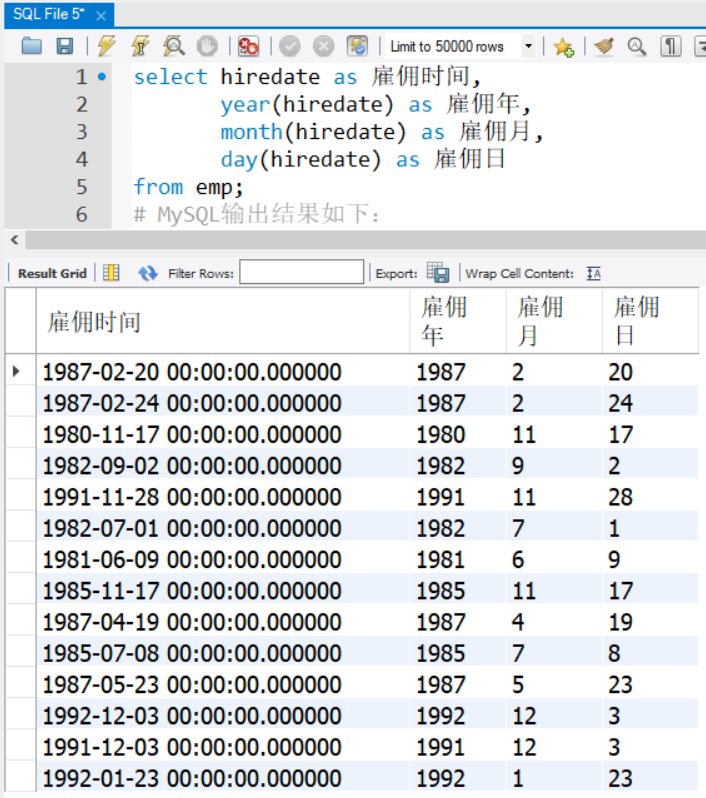 SQL File 5*
Limit to 50000 rows
1 select hiredate as 雇佣时间,
2 year(hiredate) as 雇佣年,
3 month(hiredate) as 雇佣月,
4 day(hiredate) as 雇佣日
5 from emp;
6 # MySQL输出结果如下：
Result Grid Filter Rows: Export: Wrap Cell Content: IA
雇佣时间 雇佣年 雇佣月 雇佣日
1987-02-20 00:00:00.000000 1987 2 20
1987-02-24 00:00:00.000000 1987 2 24
1980-11-17 00:00:00.000000 1980 11 17
1982-09-02 00:00:00.000000 1982 9 2
1991-11-28 00:00:00.000000 1991 11 28
1982-07-01 00:00:00.000000 1982 7 1
1981-06-09 00:00:00.000000 1981 6 9
1985-11-17 00:00:00.000000 1985 11 17
1987-04-19 00:00:00.000000 1987 4 19
1985-07-08 00:00:00.000000 1985 7 8
1987-05-23 00:00:00.000000 1987 5 23
1992-12-03 00:00:00.000000 1992 12 3
1991-12-03 00:00:00.000000 1991 12 3
1992-01-23 00:00:00.000000 1992 1 23